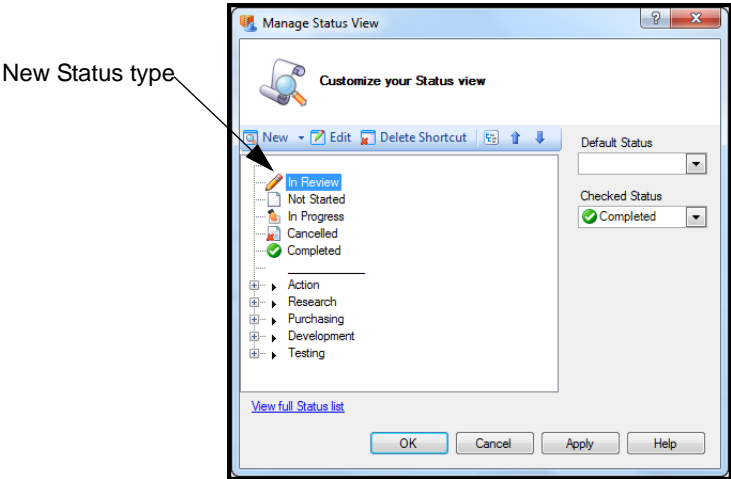 Manage Status View
New Status type
Customize your Status view
New Edit Delete Shortcut
Default Status
In Review
Not Started
In Progress
Cancelled
Completed
Checked Status
Completed
Action
Research
Purchasing
Development
Testing
View full Status list
OK Cancel Apply Help